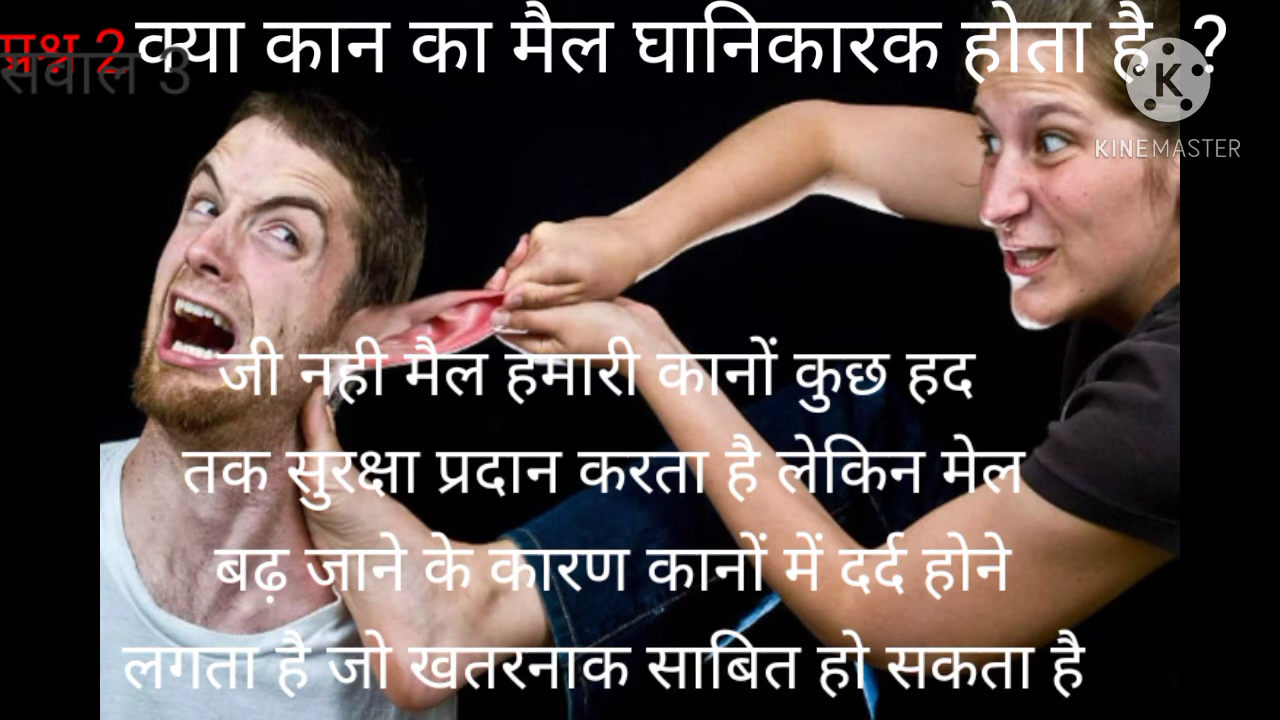 प्रश्न 2 क्या कान का मैल घानिकारक होता है ?
सवाल 3
K
KINEMASTER
जी नही मैल हमारी कानों कुछ हद
तक सुरक्षा प्रदान करता है लेकिन मेल
बढ़ जाने के कारण कानों में दर्द होने
लगता है जो खतरनाक साबित हो सकता है